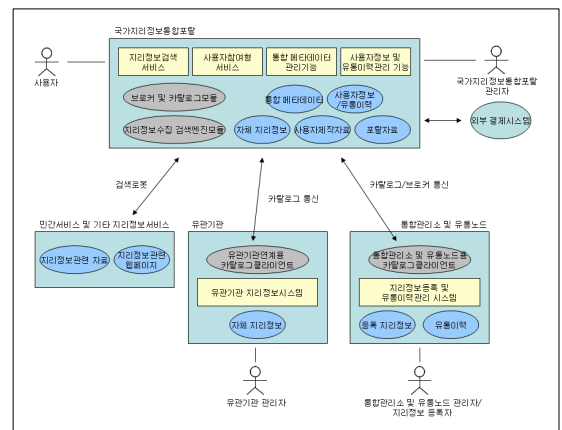 국가지리정보통합포탈
지리정보검색
서비스
사용자참여형
서비스
통합 메타데이타
관리기능
사용자정보 및
유통이력관리 기능
사용자
국가지리정보통합포탈
관리자
브로커 및 카탈로그모듈
통합 메타데이타
사용자정보
/유통이력
지리정보수집 검색엔진모듈
자체 지리정보
사용자제작자료
포탈자료
외부 결제시스템
검색로봇
카탈로그 통신
카탈로그/브로커 통신
민간서비스 및 기타 지리정보서비스
유관기관
통합관리소 및 유통노드
지리정보관련 자료
지리정보관련
웹페이지
유관기관연계용
카탈로그클라이언트
통합관리소 및 유통노드용
카탈로그클라이언트
유관기관 지리정보시스템
지리정보등록 및
유통이력관리 시스템
자체 지리정보
등록 지리정보
유통이력
유관기관 관리자
통합관리소 및 유통노드 관리자/
지리정보 등록자